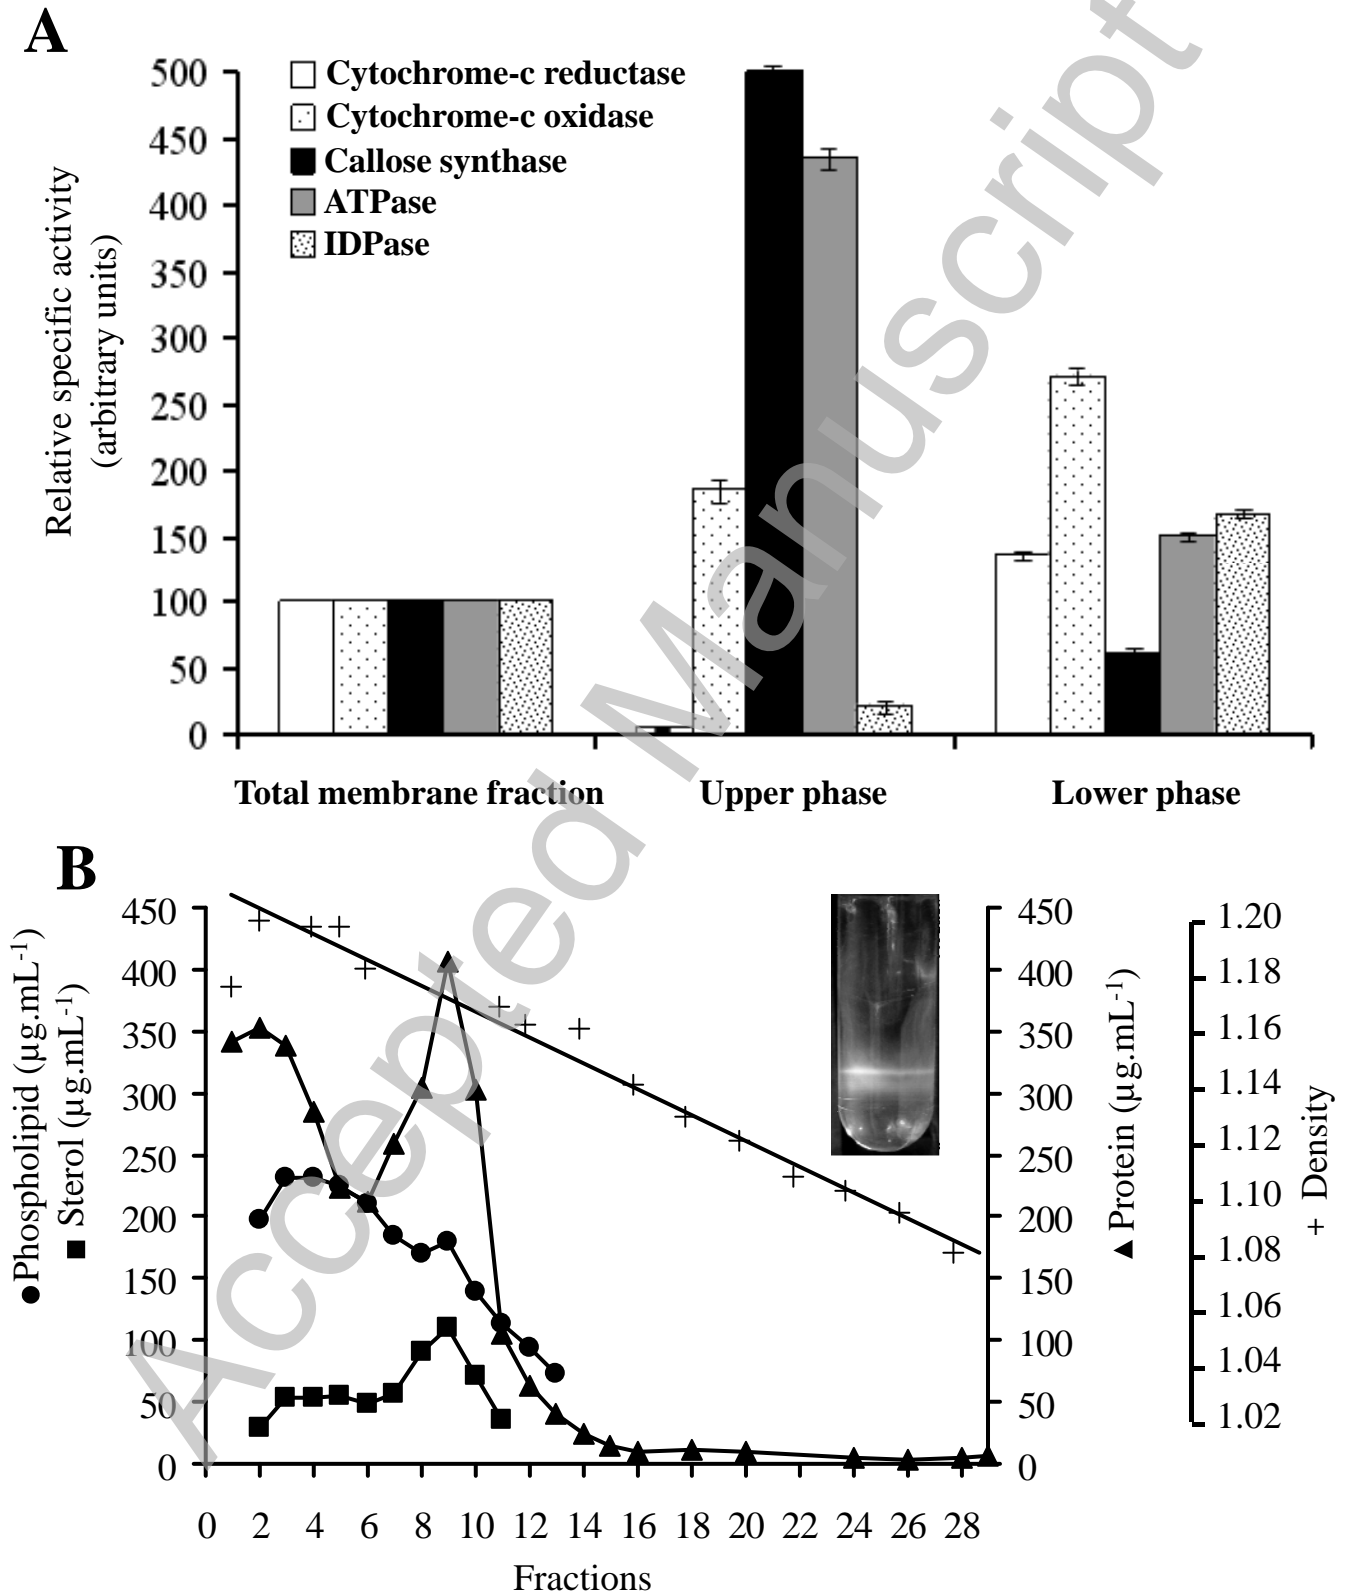 A
500
450
400
350
300
250
200
150
100
50
0
Relative specific activity
(arbitrary units)
Cytochrome-c reductase
Cytochrome-c oxidase
Callose synthase
ATPase
IDPase
Total membrane fraction Upper phase Lower phase
Accepted Manuscript
B
Phospholipid (µg.mL-1)
Sterol (µg.mL-1)
450
400
350
300
250
200
150
100
50
0
450
400
350
300
250
200
150
100
50
0
Protein (µg.mL-1)
1.20
1.18
1.16
1.14
1.12
1.10
1.08
1.06
1.04
1.02
+ Density
0 2 4 6 8 10 12 14 16 18 20 22 24 26 28
Fractions